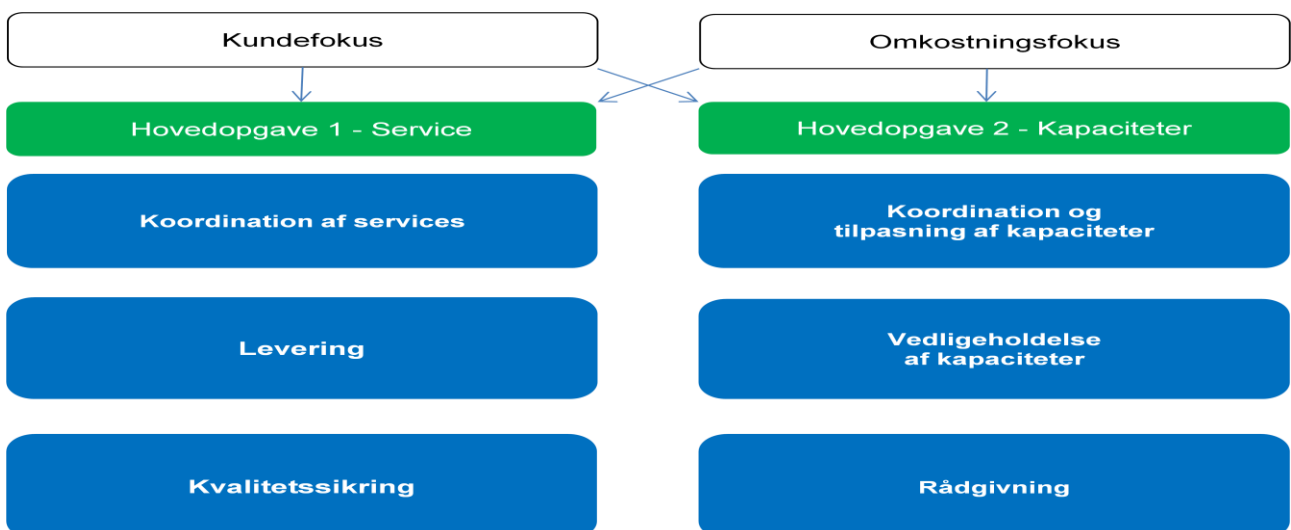 Kundefokus
Omkostningsfokus
Hovedopgave 1 - Service
Hovedopgave 2 - Kapaciteter
Koordination af services
Koordination og
tilpasning af kapaciteter
Levering
Vedligeholdelse
af kapaciteter
Kvalitetssikring
Rådgivning